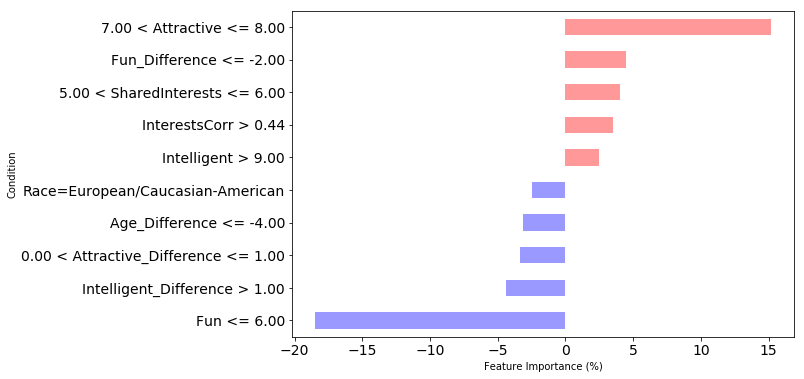 7.00 < Attractive <= 8.00
Fun_Difference <= -2.00
5.00 < SharedInterests <= 6.00
InterestsCorr > 0.44
Intelligent > 9.00
Race=European/Caucasian-American
Age_Difference <= -4.00
0.00 < Attractive_Difference <= 1.00
Intelligent_Difference > 1.00
Fun <= 6.00
Condition
−20 −15 −10 −5 0 5 10 15
Feature Importance (%)